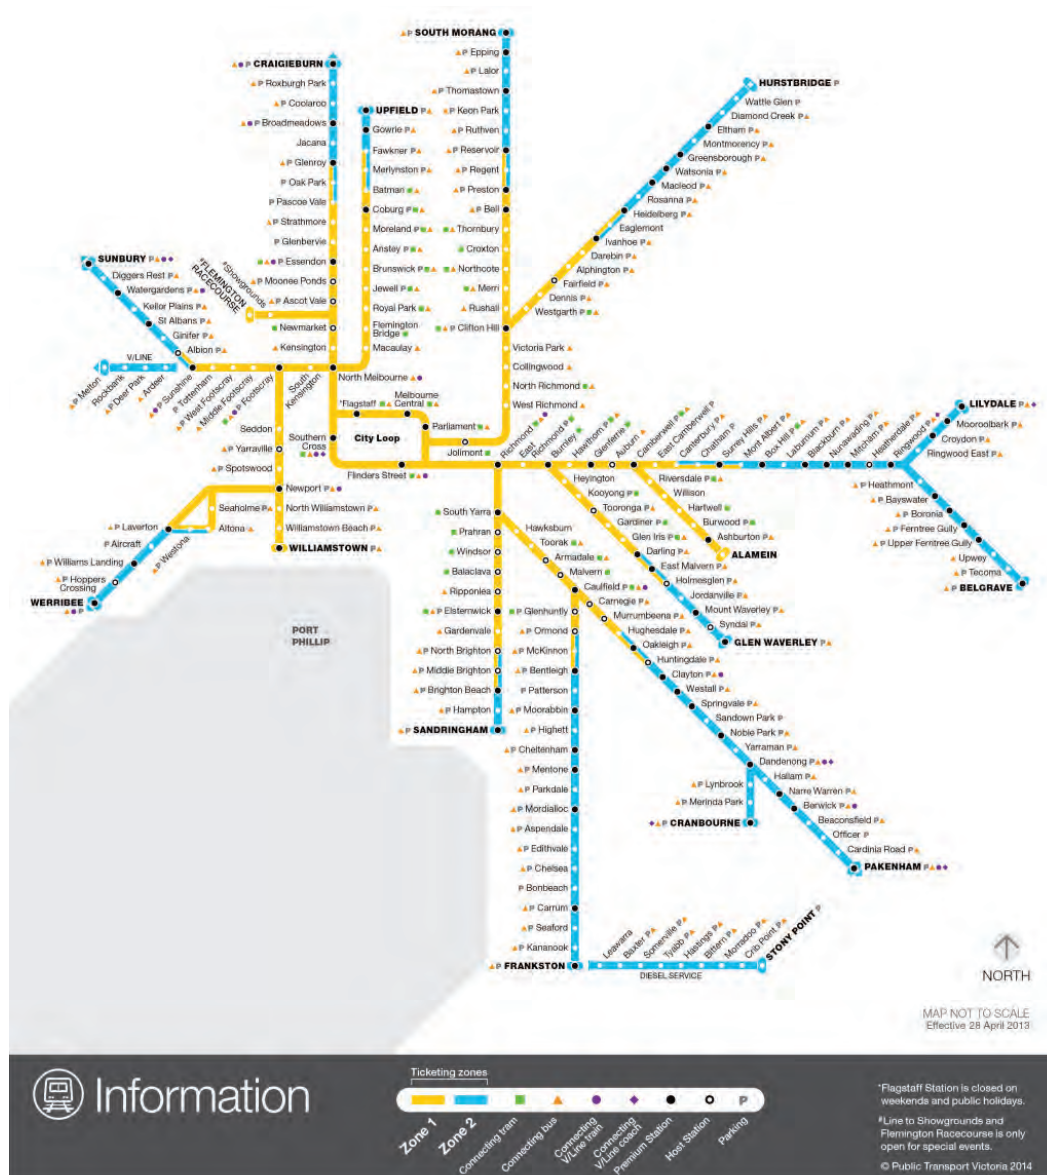 SOUTH MORANG
P Epping
P Lalor
P Thomastown
P Keon Park
P Ruthven
P Reservoir
P Regent
P Preston
P Bell
Thornbury
Croxton
Northcote
Merri
Rushall
P Clifton Hill
Victoria Park
Collingwood
North Richmond
West Richmond
P CRAIGIEBURN
P Roxburgh Park
P Coolaroo
P Broadmeadows
Jacana
P Glenroy
P Oak Park
P Pascoe Vale
P Strathmore
P Glenbervie
P Essendon
P Moonee Ponds
P Ascot Vale
Newmarket
Kensington
North Melbourne
UPFIELD P
Gowrie P
Fawkner P
Merlynston P
Batman P
Coburg P
Moreland P
Anstey P
Brunswick P
Jewell P
Royal Park P
Flemington
Bridge
Macaulay
HURSTBRIDGE P
Wattle Glen P
Diamond Creek P
Eltham P
Montmorency P
Greensborough P
Watsonia P
Macleod P
Rosanna P
Heidelberg P
Eaglemont
Ivanhoe P
Darebin P
Alphington P
Fairfield P
Dennis P
Westgarth P
SUNBURY P
Diggers Rest P
Watergardens P
Keilor Plains P
St Albans P
Ginifer P
Albion P
#Showgrounds
#FLEMINGTON
RACECOURSE
V/LINE
P Melton
Rockbank
P Deer Park
Ardeer
P Sunshine
P Tottenham
P West Footscray
Middle Footscray
P Footscray
South
Kensington
*Flagstaff
Melbourne
Central
Parliament
City Loop
Southern
Cross
Jolimont
Flinders Street
Richmond
East
Richmond P
Burnley
Hawthorn P
Glenferrie
Auburn
Camberwell P
East Camberwell P
Canterbury P
Chatham P
Surrey Hills P
Mont Albert P
Box Hill P
Laburnum P
Blackburn P
Nunawading P
Mitcham P
Heatherdale P
Ringwood P
LILYDALE P
Mooroolbark P
Croydon P
Ringwood East P
P Heathmont
P Bayswater
P Boronia
P Ferntree Gully
P Upper Ferntree Gully
Upwey
P Tecoma
P BELGRAVE
Riversdale P
Willison
Hartwell
Burwood P
Ashburton P
ALAMEIN
Heyington
Kooyong P
Tooronga P
Gardiner P
Glen Iris P
Darling P
East Malvern P
Holmesglen P
Jordanville P
Mount Waverley P
Syndal P
GLEN WAVERLEY P
Seddon
P Yarraville
P Spotswood
Newport P
North Williamstown P
Williamstown Beach P
WILLIAMSTOWN P
Seaholme P
Altona
P Westona
P Laverton
P Aircraft
P Williams Landing
P Hoppers
Crossing
WERRIBEE
P
PORT
PHILLIP
South Yarra
Prahran
Windsor
Balaclava
Ripponlea
P Elsternwick
Gardenvale
P North Brighton
P Middle Brighton
P Brighton Beach
P Hampton
P SANDRINGHAM
Hawksburn
Toorak
Armadale
Malvern
Caulfield P
Carnegie P
Murrumbeena P
Hughesdale P
Oakleigh P
Huntingdale P
Clayton P
Westall P
Springvale P
Sandown Park P
Noble Park P
Yarraman P
Dandenong P
Hallam P
Narre Warren P
Berwick P
Beaconsfield P
Officer P
Cardinia Road P
PAKENHAM P
P Lynbrook
P Merinda Park
P CRANBOURNE
P Glenhuntly
P Ormond
P McKinnon
P Bentleigh
P Patterson
P Moorabbin
P Highett
P Cheltenham
P Mentone
P Parkdale
P Mordialloc
P Aspendale
P Edithvale
P Chelsea
P Bonbeach
P Carrum
P Seaford
P Kananook
P FRANKSTON
Leawarra
Baxter P
Somerville P
Tyabb P
Hastings P
Bittern P
Morradoo P
Crib Point P
STONY POINT P
DIESEL SERVICE
NORTH
MAP NOT TO SCALE
Effective 28 April 2013
Information
Ticketing zones
P
Zone 1
Zone 2
Connecting tram
Connecting bus
Connecting
V/Line train
Connecting
V/Line coach
Premium Station
Host Station
Parking
*Flagstaff Station is closed on
weekends and public holidays.
#Line to Showgrounds and
Flemington Racecourse is only
open for special events.
© Public Transport Victoria 2014